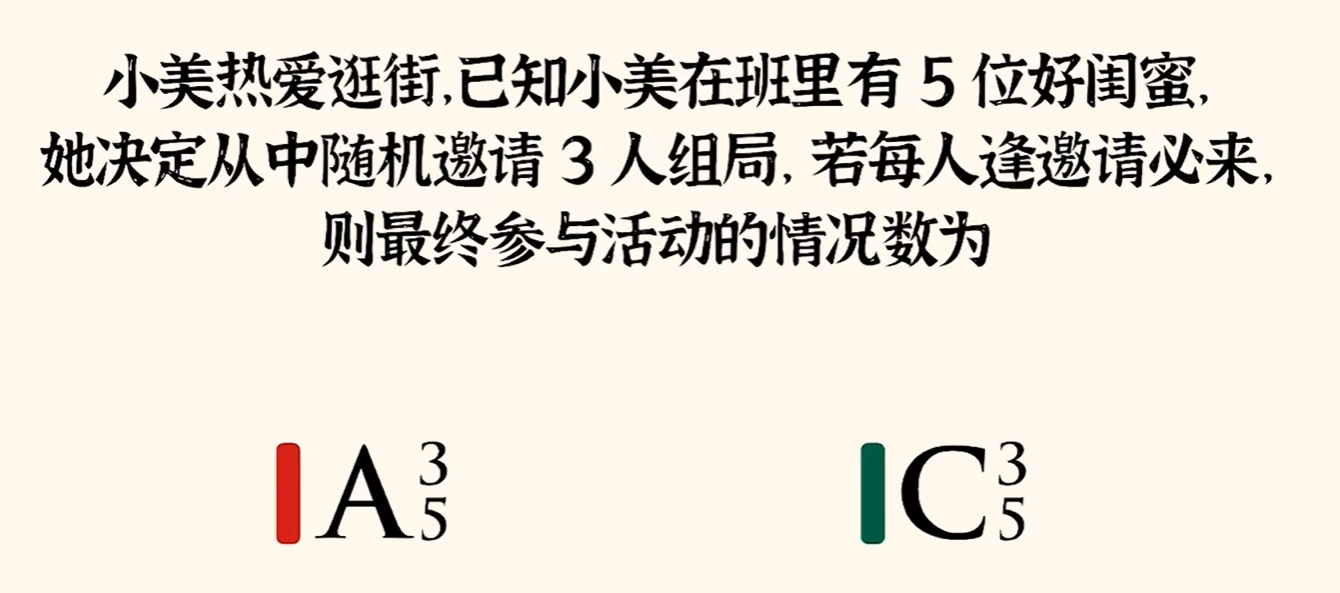 小美热爱逛街,已知小美在班里有 5 位好闺蜜,
她决定从中随机邀请 3 人组局, 若每人逢邀请必来,
则最终参与活动的情况数为
A³₅ C³₅